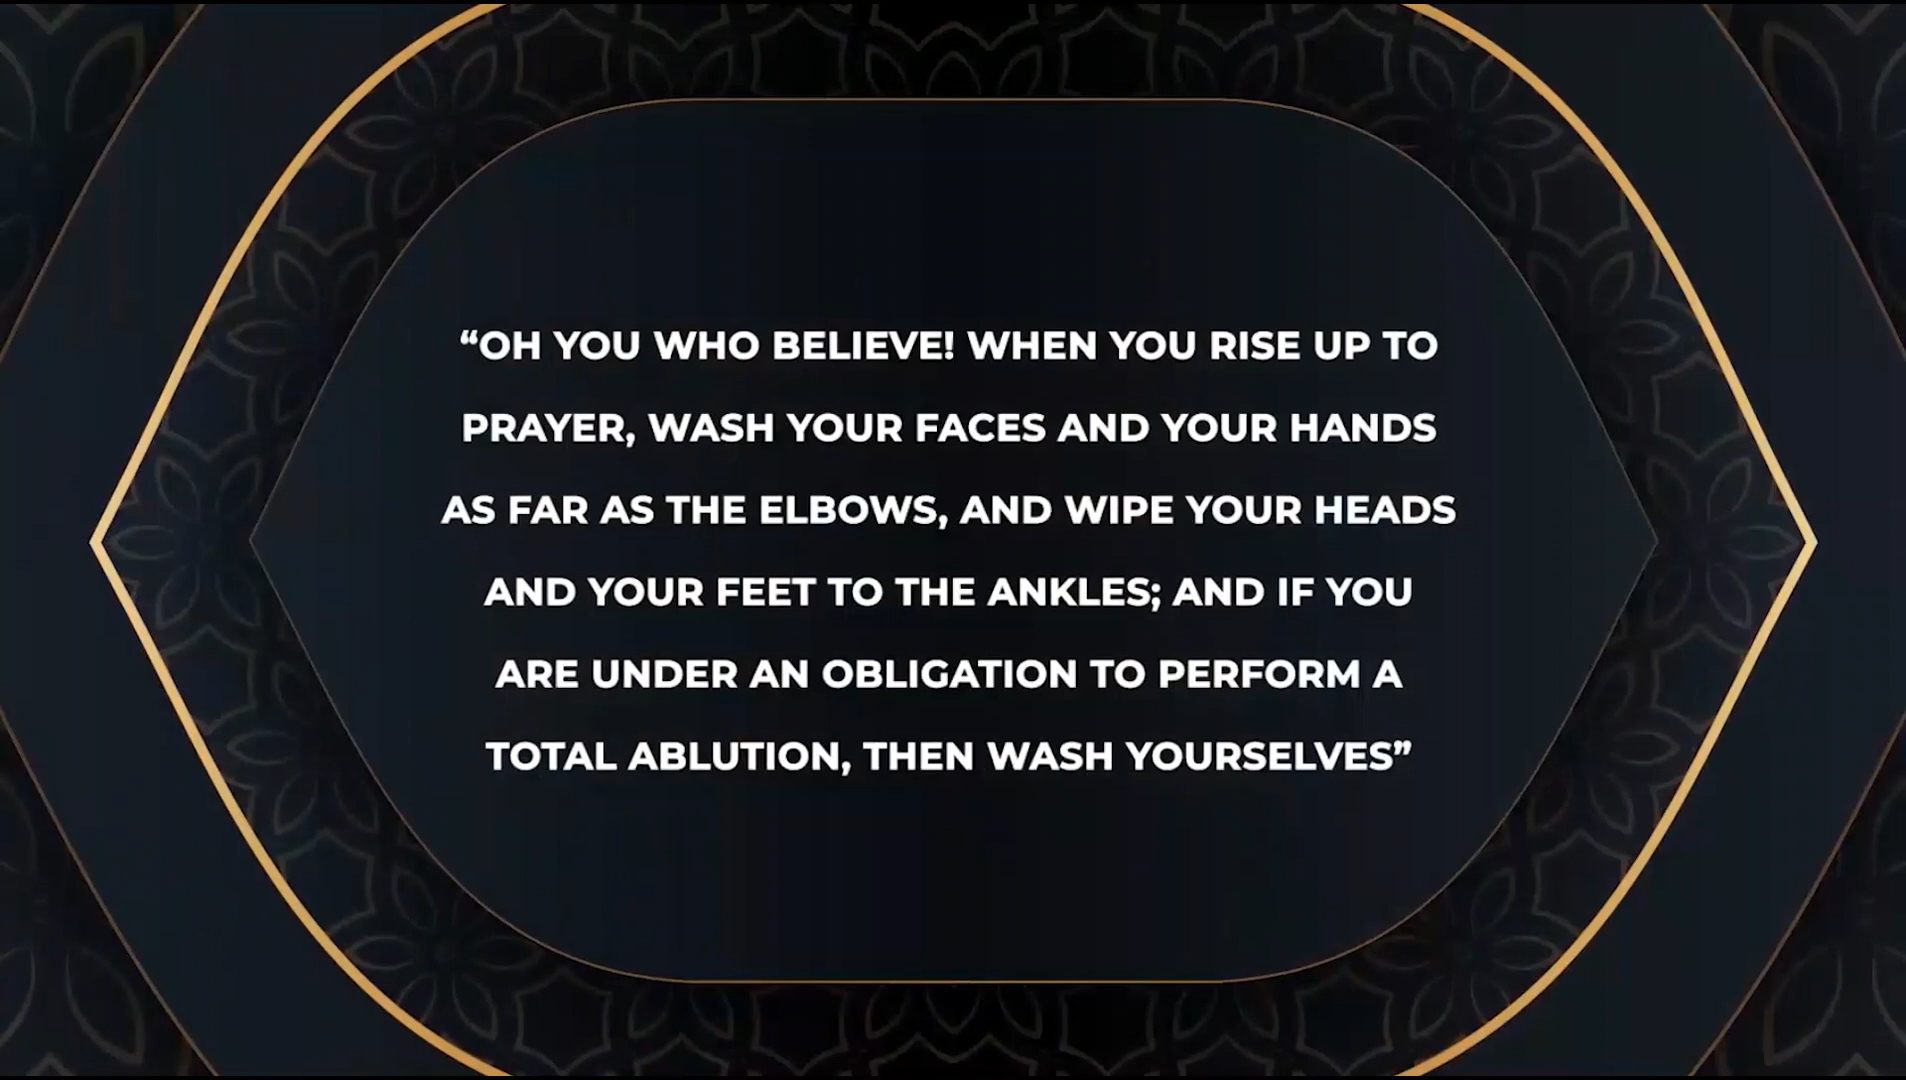 “OH YOU WHO BELIEVE! WHEN YOU RISE UP TO
PRAYER, WASH YOUR FACES AND YOUR HANDS
AS FAR AS THE ELBOWS, AND WIPE YOUR HEADS
AND YOUR FEET TO THE ANKLES; AND IF YOU
ARE UNDER AN OBLIGATION TO PERFORM A
TOTAL ABLUTION, THEN WASH YOURSELVES”